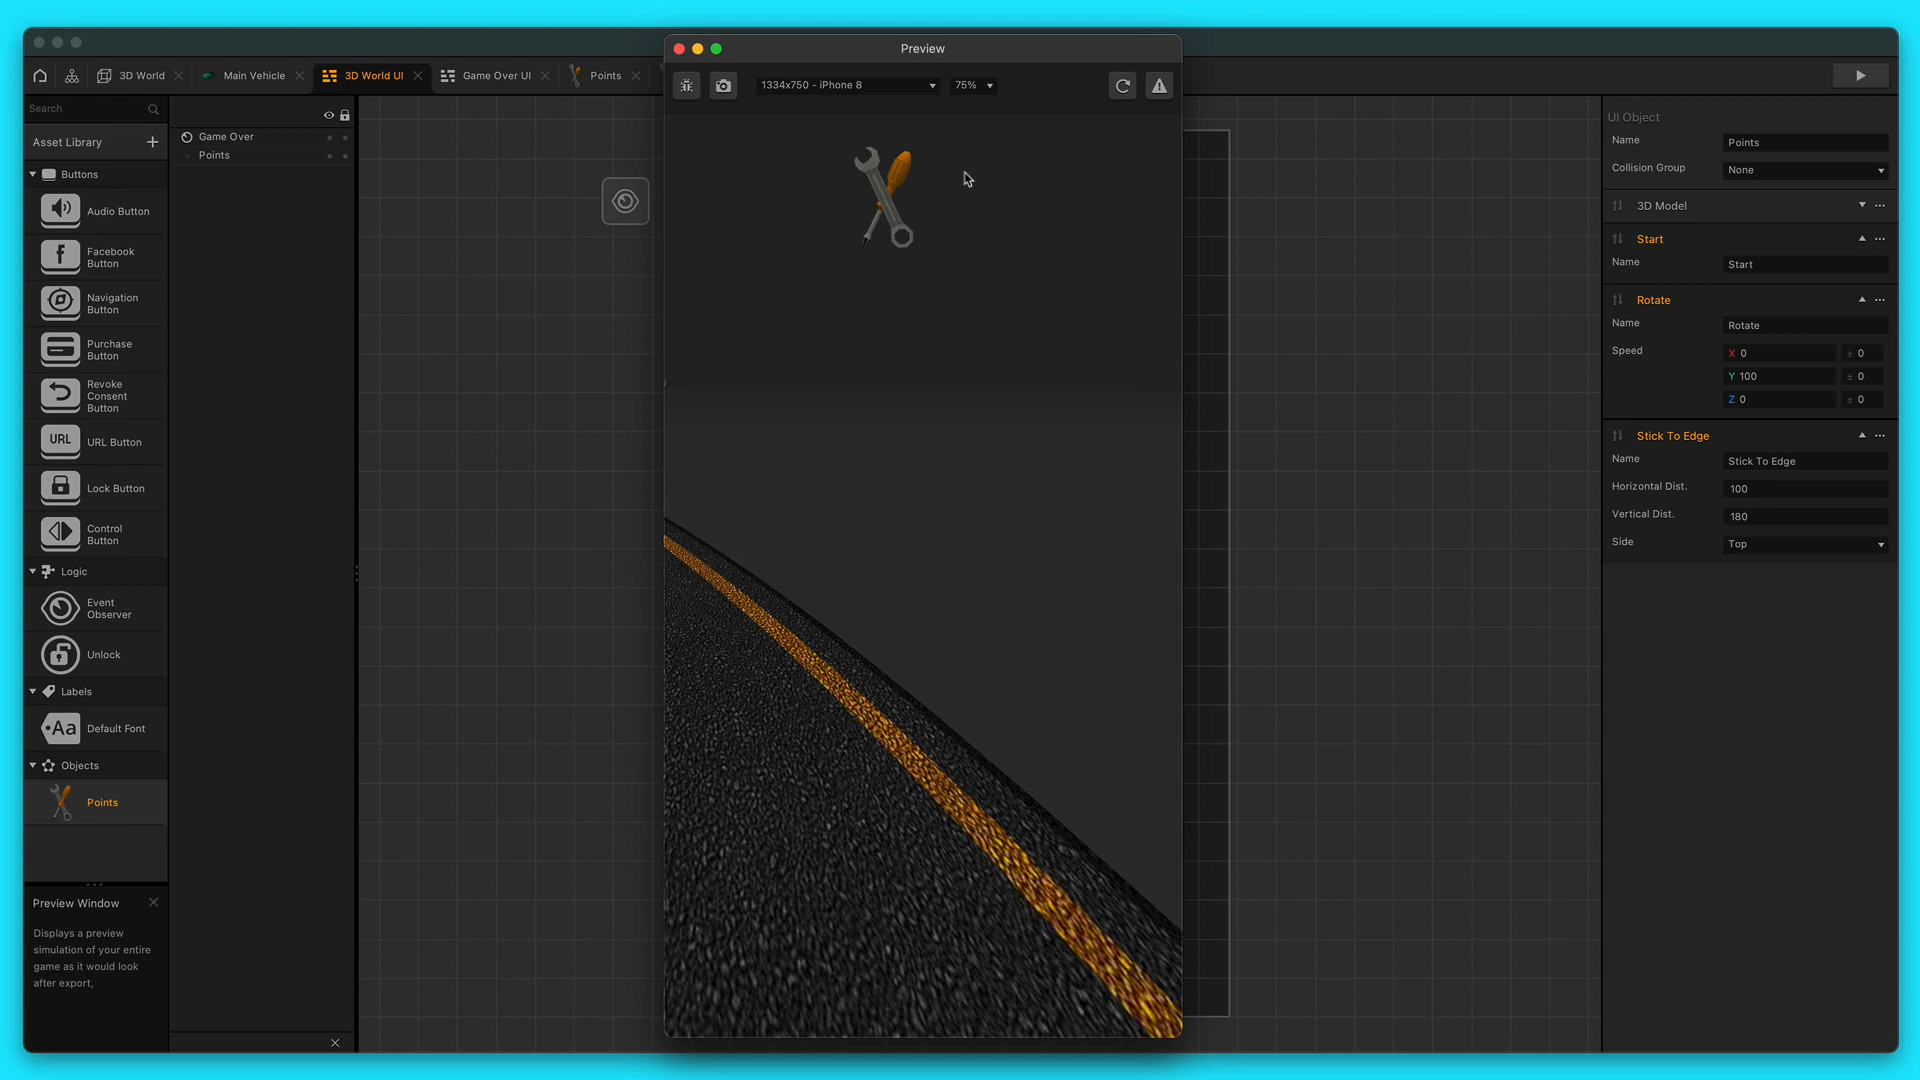 Preview
3D World
Main Vehicle
3D World UI
Game Over UI
Points
1334x750 - iPhone 8
75%
Search
Asset Library
Game Over
Points
Buttons
Audio Button
Facebook
Button
Navigation
Button
Purchase
Button
Revoke
Consent
Button
URL
URL Button
Lock Button
Control
Button
Logic
Event
Observer
Unlock
Labels
Aa
Default Font
Objects
Points
Preview Window
Displays a preview
simulation of your entire
game as it would look
after export,
UI Object
Name
Points
Collision Group
None
3D Model
Start
Name
Start
Rotate
Name
Rotate
Speed
X 0
± 0
Y 100
± 0
Z 0
± 0
Stick To Edge
Name
Stick To Edge
Horizontal Dist.
100
Vertical Dist.
180
Side
Top